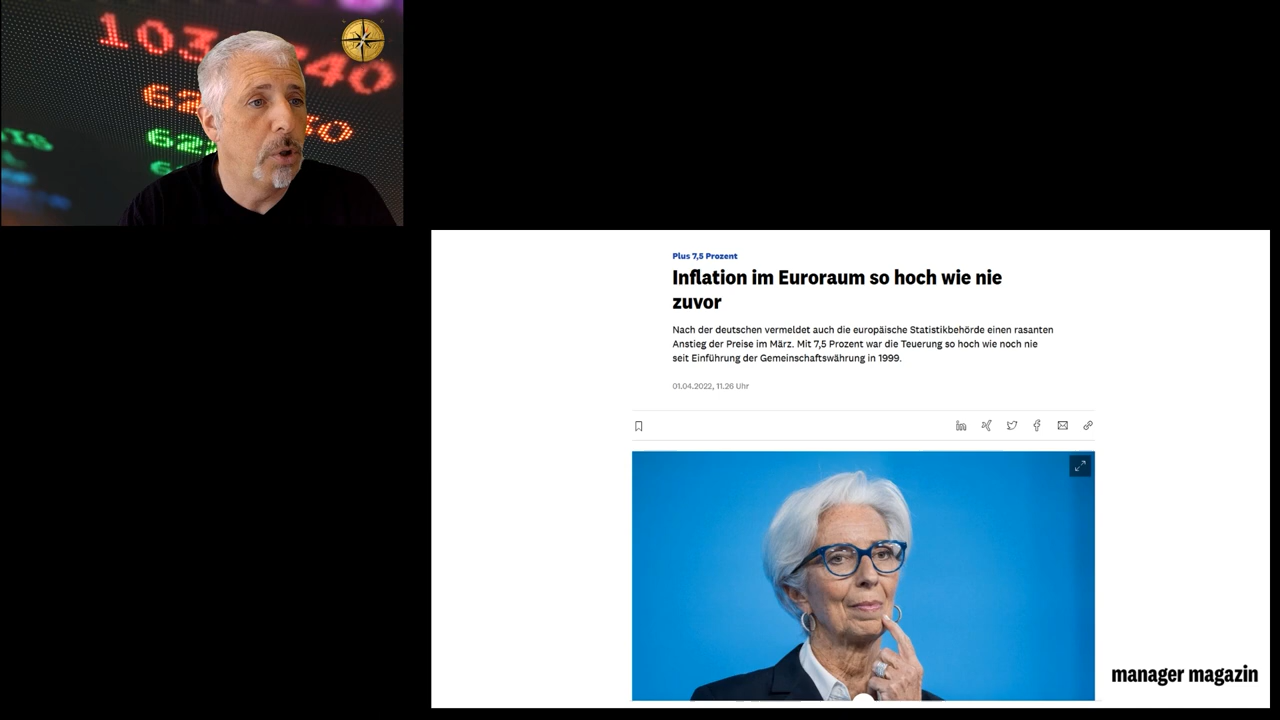 Plus 7,5 Prozent
Inflation im Euroraum so hoch wie nie
zuvor
Nach der deutschen vermeldet auch die europäische Statistikbehörde einen rasanten
Anstieg der Preise im März. Mit 7,5 Prozent war die Teuerung so hoch wie noch nie
seit Einführung der Gemeinschaftswährung in 1999.
01.04.2022, 11.26 Uhr
manager magazin